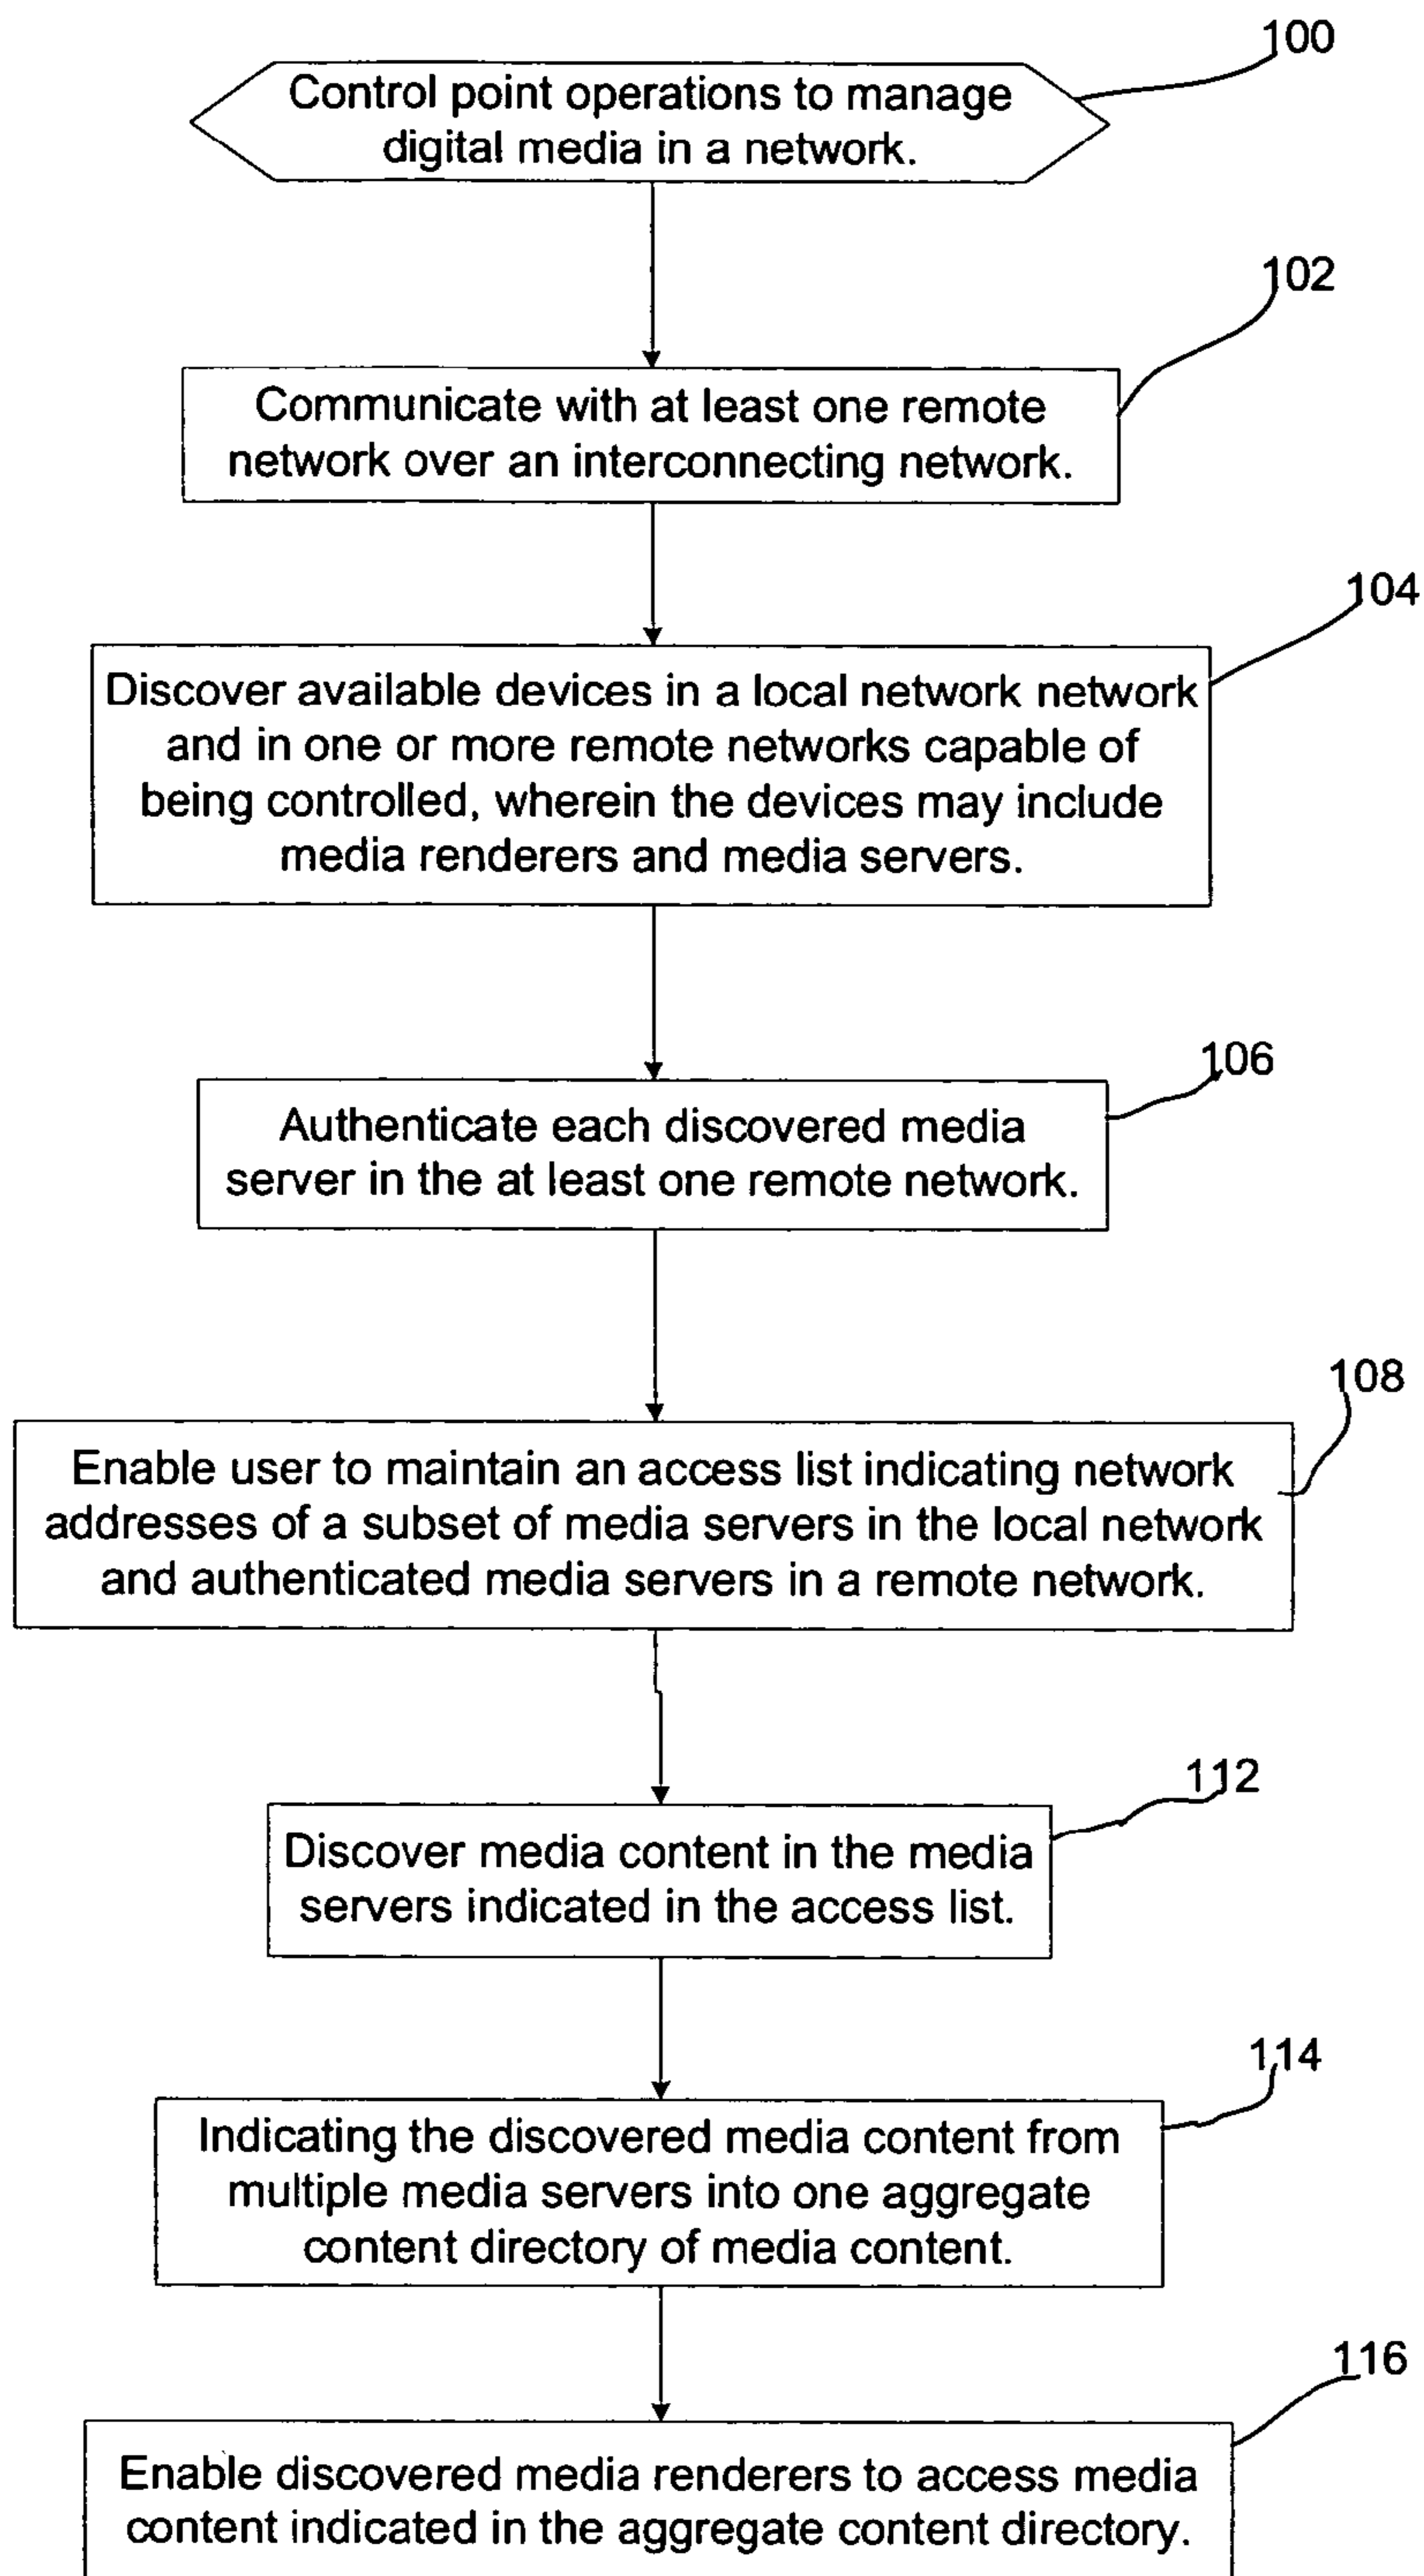 100
Control point operations to manage
digital media in a network.
102
Communicate with at least one remote
network over an interconnecting network.
104
Discover available devices in a local network network
and in one or more remote networks capable of
being controlled, wherein the devices may include
media renderers and media servers.
106
Authenticate each discovered media
server in the at least one remote network.
108
Enable user to maintain an access list indicating network
addresses of a subset of media servers in the local network
and authenticated media servers in a remote network.
112
Discover media content in the media
servers indicated in the access list.
114
Indicating the discovered media content from
multiple media servers into one aggregate
content directory of media content.
116
Enable discovered media renderers to access media
content indicated in the aggregate content directory.